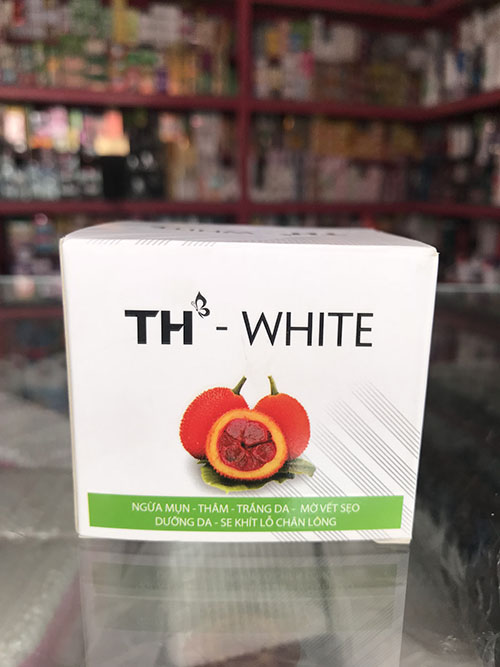 TH - WHITE
NGỪA MỤN - THÂM - TRẮNG DA - MỜ VẾT SẸO
DƯỠNG DA - SE KHÍT LỖ CHÂN LÔNG